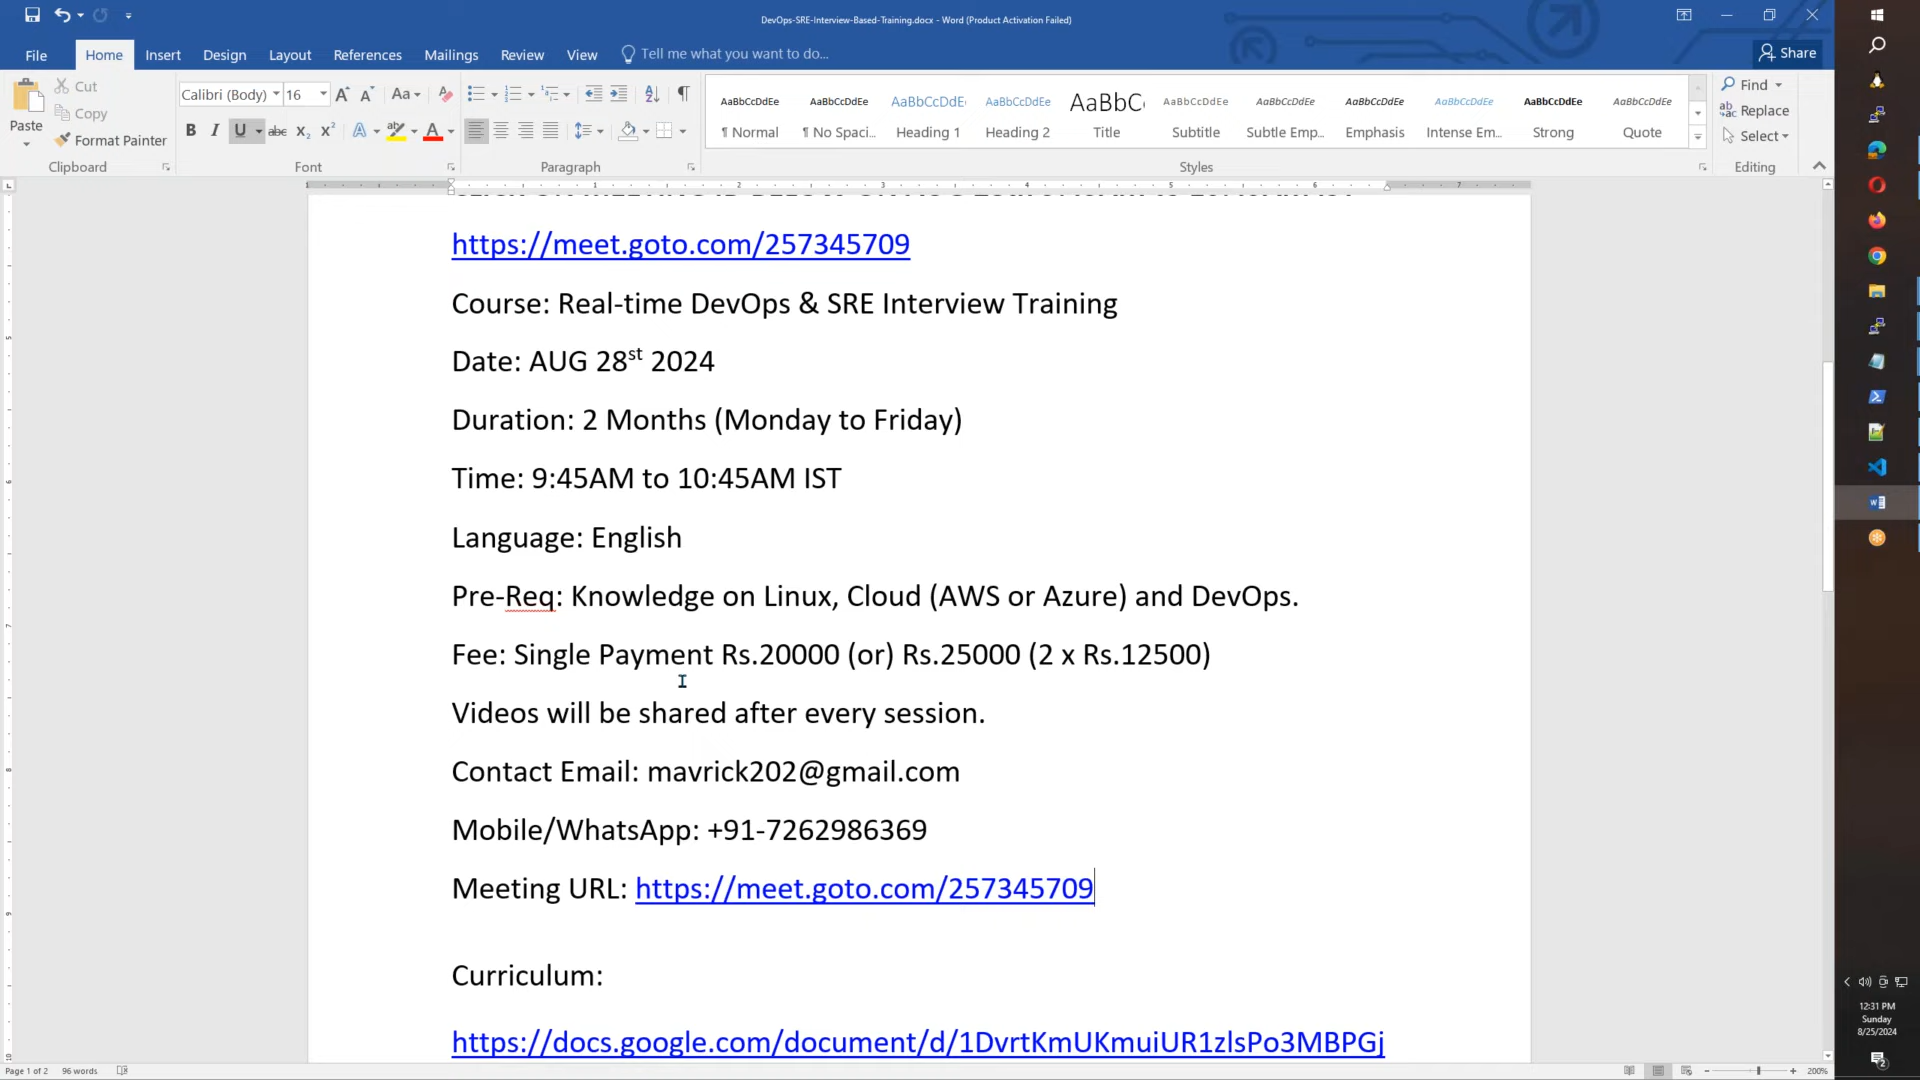 DevOps-SRE-Interview-Based-Training.docx - Word (Product Activation Failed)
File Home Insert Design Layout References Mailings Review View Tell me what you want to do... Share
Paste Cut Copy Format Painter
Calibri (Body) 16 Aa
B I U abc X₂ X² A ab A
AaBbCcDdEe AaBbCcDdEe AaBbCcDdE AaBbCcDdEe AaBbC AaBbCcDdEe AaBbCcDdEe AaBbCcDdEe AaBbCcDdEe AaBbCcDdEe AaBbCcDdEe
¶ Normal ¶ No Spaci... Heading 1 Heading 2 Title Subtitle Subtle Emp... Emphasis Intense Em... Strong Quote
Find
Replace
Select
Clipboard Font Paragraph Styles Editing
https://meet.goto.com/257345709
Course: Real-time DevOps & SRE Interview Training
Date: AUG 28st 2024
Duration: 2 Months (Monday to Friday)
Time: 9:45AM to 10:45AM IST
Language: English
Pre-Req: Knowledge on Linux, Cloud (AWS or Azure) and DevOps.
Fee: Single Payment Rs.20000 (or) Rs.25000 (2 x Rs.12500)
Videos will be shared after every session.
Contact Email: mavrick202@gmail.com
Mobile/WhatsApp: +91-7262986369
Meeting URL: https://meet.goto.com/257345709
Curriculum:
https://docs.google.com/document/d/1DvrtKmUKmuiUR1zlsPo3MBPGj
Page 1 of 2 96 words 200%
12:31 PM
Sunday
8/25/2024